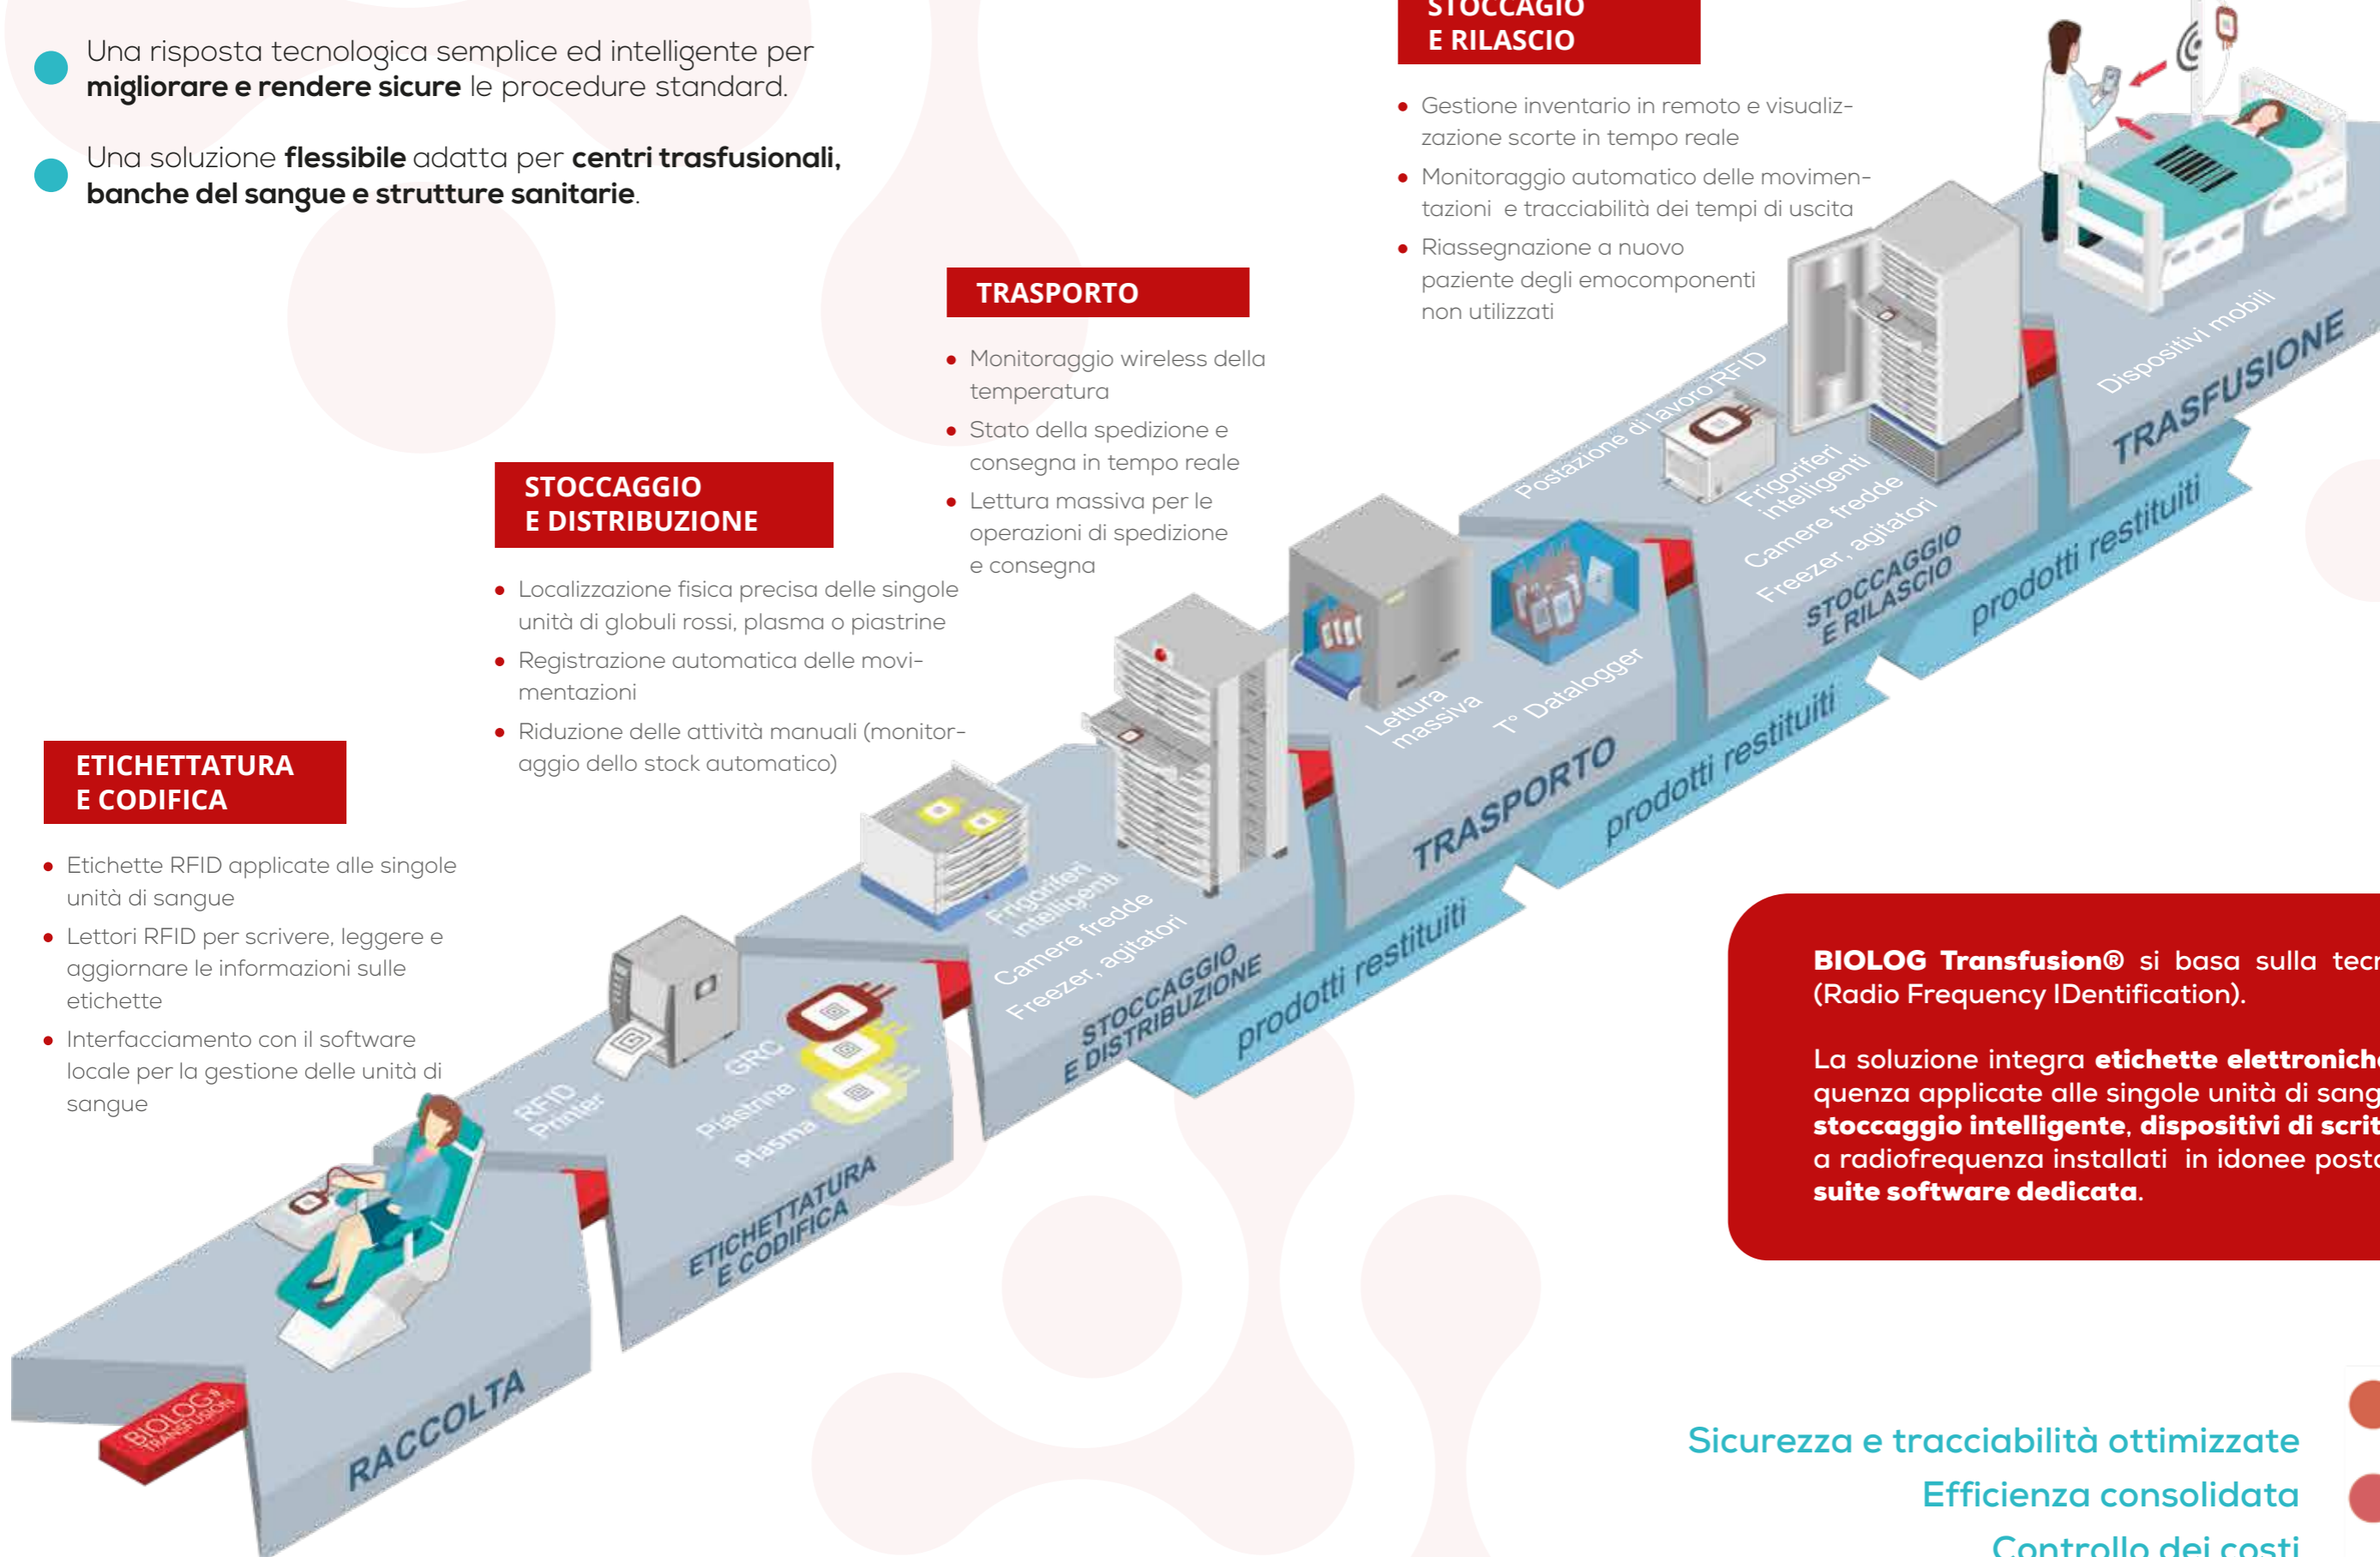 Una risposta tecnologica semplice ed intelligente per
migliorare e rendere sicure le procedure standard.
Una soluzione flessibile adatta per centri trasfusionali,
banche del sangue e strutture sanitarie.
STOCCAGIO
E RILASCIO
Gestione inventario in remoto e visualiz-
zazione scorte in tempo reale
Monitoraggio automatico delle movimen-
tazioni e tracciabilità dei tempi di uscita
Riassegnazione a nuovo
paziente degli emocomponenti
non utilizzati
TRASPORTO
Monitoraggio wireless della
temperatura
Stato della spedizione e
consegna in tempo reale
Lettura massiva per le
operazioni di spedizione
e consegna
STOCCAGGIO
E DISTRIBUZIONE
Localizzazione fisica precisa delle singole
unità di globuli rossi, plasma o piastrine
Registrazione automatica delle movi-
mentazioni
Riduzione delle attività manuali (monitor-
aggio dello stock automatico)
ETICHETTATURA
E CODIFICA
Etichette RFID applicate alle singole
unità di sangue
Lettori RFID per scrivere, leggere e
aggiornare le informazioni sulle
etichette
Interfacciamento con il software
locale per la gestione delle unità di
sangue
BIOLOG
TRANSFUSION
RACCOLTA
RFID
Printer
GRC
Piastrine
Plasma
ETICHETTATURA
E CODIFICA
Frigoriferi
intelligenti
Camere fredde
Freezer, agitatori
STOCCAGGIO
E DISTRIBUZIONE
prodotti restituiti
Lettura
massiva
T° Datalogger
TRASPORTO
prodotti restituiti
Postazione di lavoro RFID
Frigoriferi
intelligenti
Camere fredde
Freezer, agitatori
STOCCAGGIO
E RILASCIO
prodotti restituiti
Dispositivi mobili
TRASFUSIONE
BIOLOG Transfusion® si basa sulla
(Radio Frequency IDentification).
La soluzione integra etichette
quenza applicate alle singole unità di
stoccaggio intelligente, dispositivi di
a radiofrequenza installati in idonee
suite software dedicata.
Sicurezza e tracciabilità ottimizzate
Efficienza consolidata
Controllo dei costi